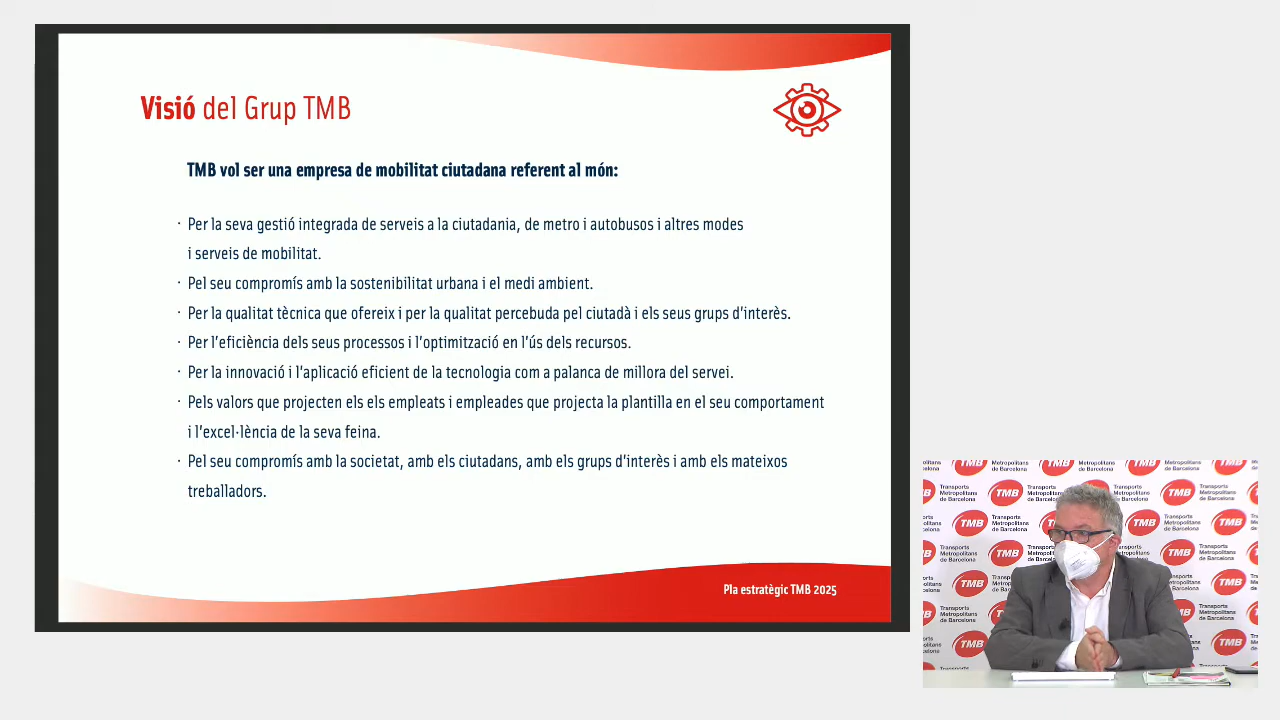 Visió del Grup TMB
TMB vol ser una empresa de mobilitat ciutadana referent al món:
· Per la seva gestió integrada de serveis a la ciutadania, de metro i autobusos i altres modes
i serveis de mobilitat.
· Pel seu compromís amb la sostenibilitat urbana i el medi ambient.
· Per la qualitat tècnica que ofereix i per la qualitat percebuda pel ciutadà i els seus grups d'interès.
· Per l'eficiència dels seus processos i l'optimització en l'ús dels recursos.
· Per la innovació i l'aplicació eficient de la tecnologia com a palanca de millora del servei.
· Pels valors que projecten els els empleats i empleades que projecta la plantilla en el seu comportament
i l'excel·lència de la seva feina.
· Pel seu compromís amb la societat, amb els ciutadans, amb els grups d'interès i amb els mateixos
treballadors.
Pla estratègic TMB 2025
TMB
Transports
Metropolitans
de Barcelona